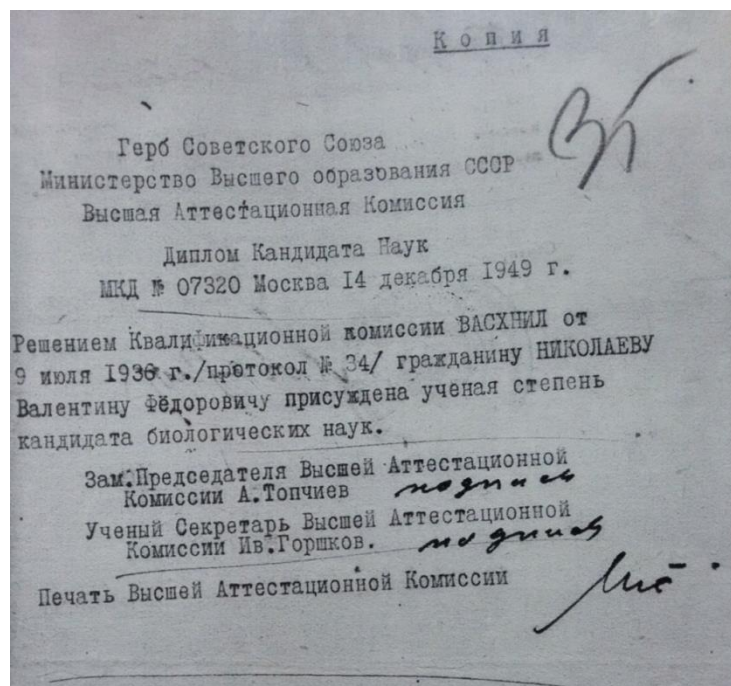 Копия
Герб Советского Союза
Министерство Высшего образования СССР
Высшая Аттестационная Комиссия
Диплом Кандидата Наук
МКД № 07320 Москва 14 декабря 1949 г.
Решением Квалификационной комиссии ВАСХНИЛ от
9 июля 1936 г./протокол № 34/ гражданину НИКОЛАЕВУ
Валентину Фёдоровичу присуждена ученая степень
кандидата биологических наук.
Зам.Председателя Высшей Аттестационной
Комиссии А.Топчиев подписи
Ученый Секретарь Высшей Аттестационной
Комиссии Ив.Горшков. подписи
Печать Высшей Аттестационной Комиссии